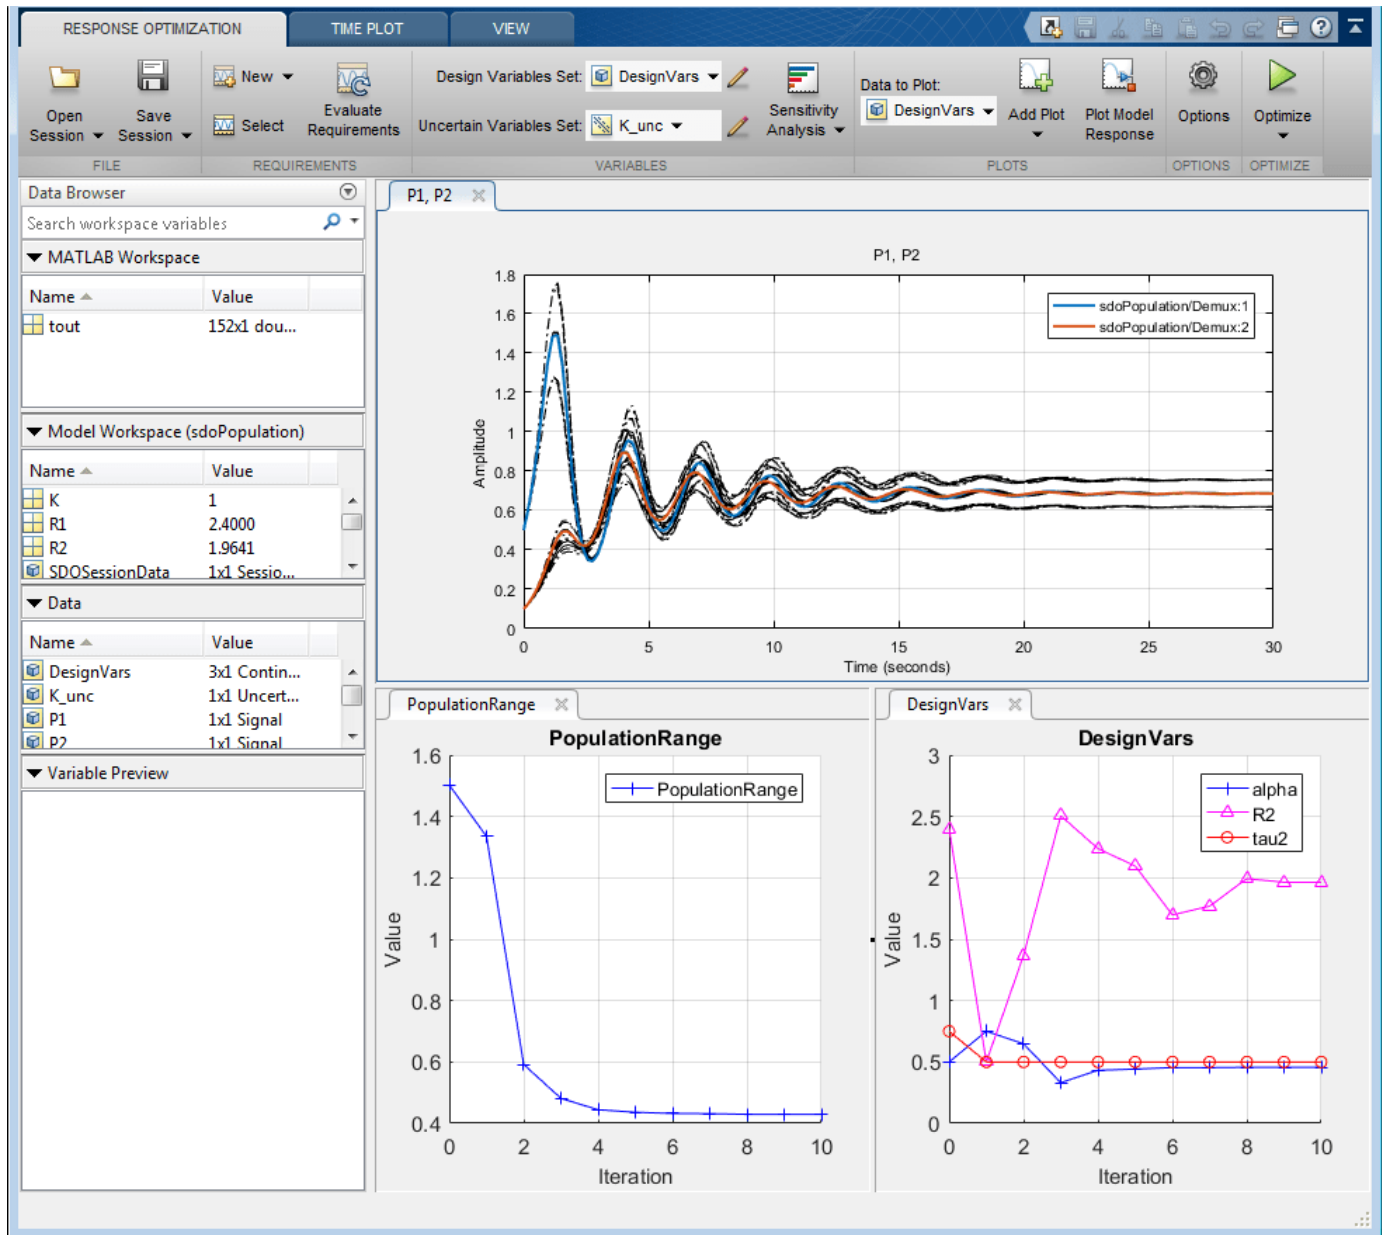 RESPONSE OPTIMIZATION TIME PLOT VIEW
New Design Variables Set: DesignVars Data to Plot:
Open Session Save Session Select Evaluate Requirements Uncertain Variables Set: K_unc Sensitivity Analysis DesignVars Add Plot Plot Model Response Options Optimize
FILE REQUIREMENTS VARIABLES PLOTS OPTIONS OPTIMIZE
Data Browser
Search workspace variables
MATLAB Workspace
Name Value
tout 152x1 dou...
Model Workspace (sdoPopulation)
Name Value
K 1
R1 2.4000
R2 1.9641
SDOSessionData 1x1 Sessio...
Data
Name Value
DesignVars 3x1 Contin...
K_unc 1x1 Uncert...
P1 1x1 Signal
P2 1x1 Signal
Variable Preview
P1, P2
P1, P2
sdoPopulation/Demux:1
sdoPopulation/Demux:2
Amplitude
1.8
1.6
1.4
1.2
1
0.8
0.6
0.4
0.2
0
0 5 10 15 20 25 30
Time (seconds)
PopulationRange
PopulationRange
PopulationRange
Value
1.6
1.4
1.2
1
0.8
0.6
0.4
0 2 4 6 8 10
Iteration
DesignVars
DesignVars
alpha
R2
tau2
Value
3
2.5
2
1.5
1
0.5
0
0 2 4 6 8 10
Iteration